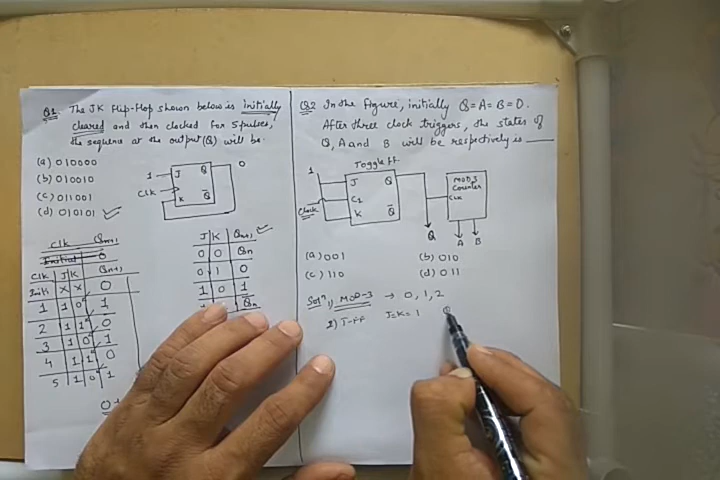 Q1. The JK flip-flop shown below is initially
cleared and then clocked for 5 pulses,
the sequence at the output (Q) will be:
(a) 010000
(b) 010010
(c) 011001
(d) 010101
1 J Q 0
Clk
K Q̅
Clk Qn+1
Initial 0
Clk J K Qn+1
Initi X X 0
1 1 0 1
2 1 1 0
3 1 0 1
4 1 1 0
5 1 0 1
J K Qn+1
0 0 Qn
0 1 0
1 0 1
Q̅n
Q2 In the figure, initially Q = A = B = 0.
After three clock triggers, the states of
Q, A and B will be respectively is
Toggle ff
1
J Q
Clock C1
K Q̅
MOD 3
Counter
CLK
Q A B
(a) 001 (b) 010
(c) 110 (d) 011
Solⁿ 1) MOD-3 → 0, 1, 2
2) T-FF J=K= 1